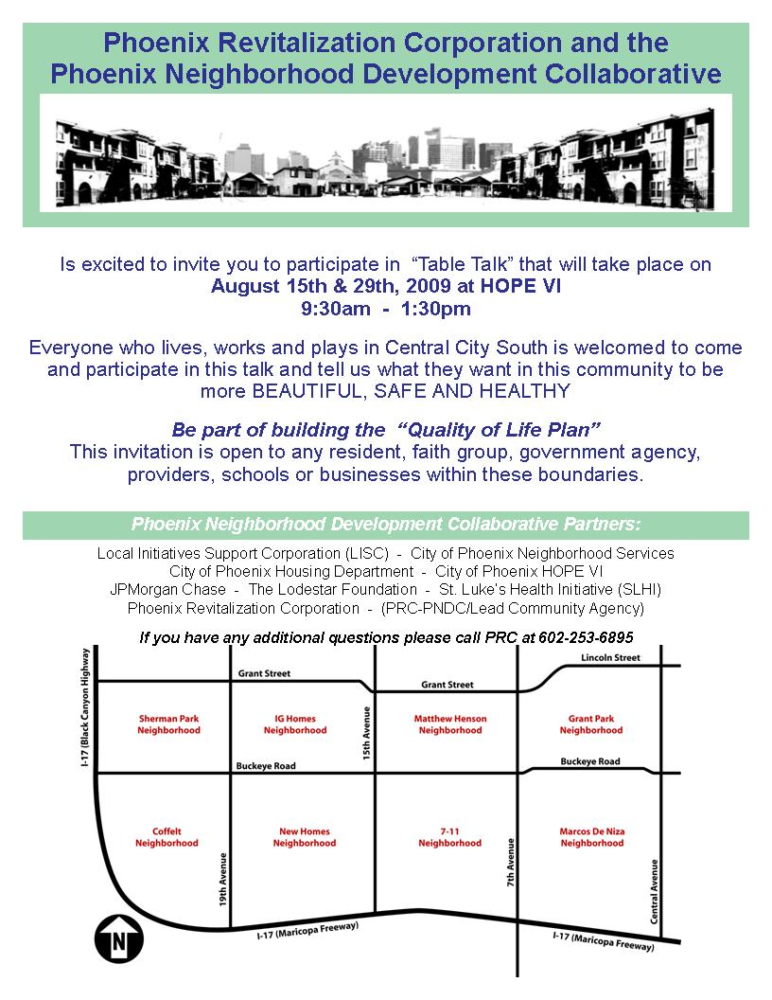 Phoenix Revitalization Corporation and the
Phoenix Neighborhood Development Collaborative
Is excited to invite you to participate in “Table Talk” that will take place on
August 15th & 29th, 2009 at HOPE VI
9:30am - 1:30pm
Everyone who lives, works and plays in Central City South is welcomed to come
and participate in this talk and tell us what they want in this community to be
more BEAUTIFUL, SAFE AND HEALTHY
Be part of building the “Quality of Life Plan”
This invitation is open to any resident, faith group, government agency,
providers, schools or businesses within these boundaries.
Phoenix Neighborhood Development Collaborative Partners:
Local Initiatives Support Corporation (LISC) - City of Phoenix Neighborhood Services
City of Phoenix Housing Department - City of Phoenix HOPE VI
JPMorgan Chase - The Lodestar Foundation - St. Luke’s Health Initiative (SLHI)
Phoenix Revitalization Corporation - (PRC-PNDC/Lead Community Agency)
If you have any additional questions please call PRC at 602-253-6895
I-17 (Black Canyon Highway
Grant Street
Grant Street
Lincoln Street
Sherman Park
Neighborhood
IG Homes
Neighborhood
15th Avenue
Matthew Henson
Neighborhood
Grant Park
Neighborhood
Buckeye Road
Buckeye Road
Coffelt
Neighborhood
19th Avenue
New Homes
Neighborhood
7-11
Neighborhood
7th Avenue
Marcos De Niza
Neighborhood
Central Avenue
N
I-17 (Maricopa Freeway)
I-17 (Maricopa Freeway)